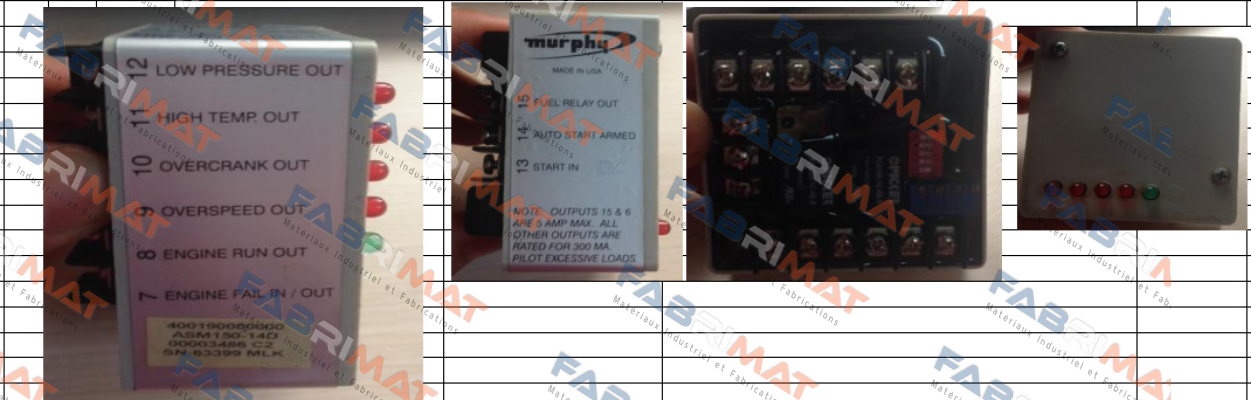 12 LOW PRESSURE OUT
11 HIGH TEMP. OUT
10 OVERCRANK OUT
9 OVERSPEED OUT
8 ENGINE RUN OUT
7 ENGINE FAIL IN / OUT
400190060000
ASM150-14D
00003486 C2
SN 63399 MLK
murphy
MADE IN USA
15 FUEL RELAY OUT
14 AUTO START ARMED
13 START IN
NOTE: OUTPUTS 15 & 6
ARE 5 AMP MAX. ALL
OTHER OUTPUTS ARE
RATED FOR 300 MA.
PILOT EXCESSIVE LOADS.
FABRIMAT
Materiaux Industriel et Fabrications